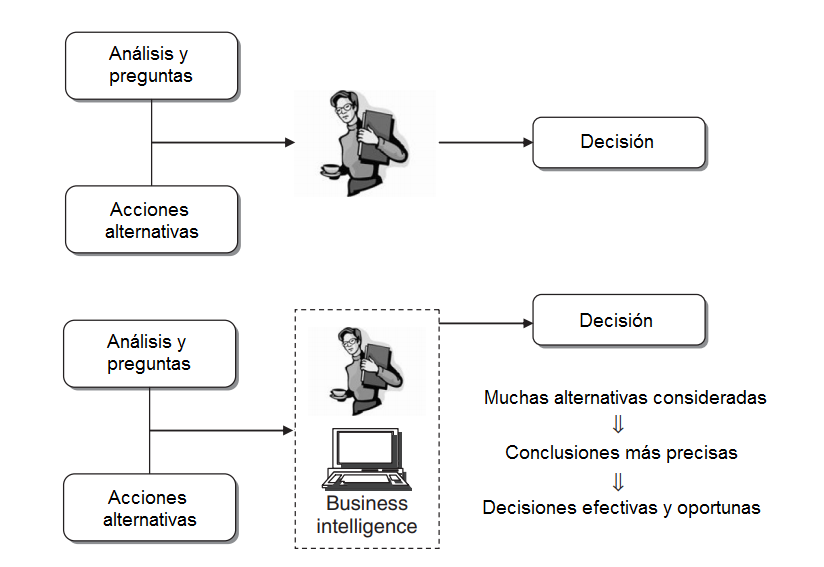 Análisis y
preguntas
Decisión
Acciones
alternativas
Análisis y
preguntas
Decisión
Muchas alternativas consideradas
Conclusiones más precisas
Decisiones efectivas y oportunas
Business
intelligence
Acciones
alternativas